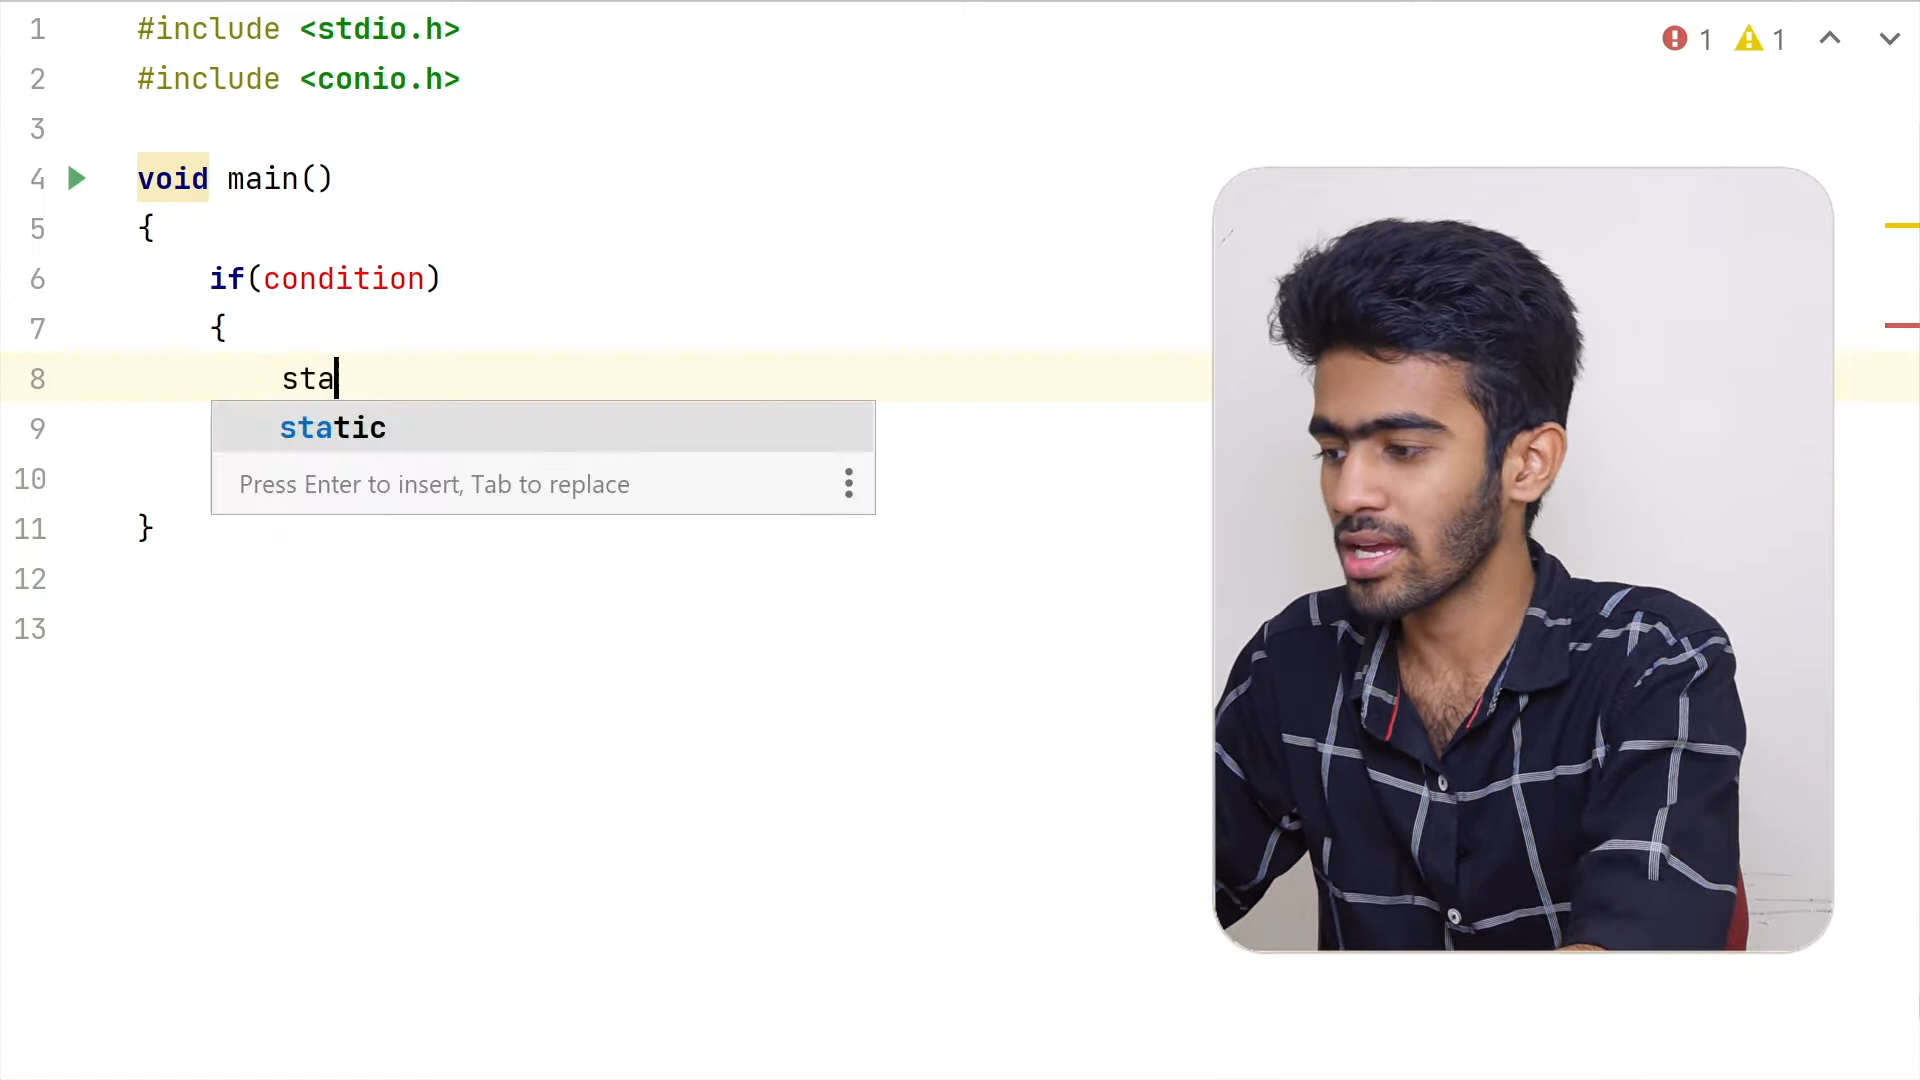 1 #include <stdio.h>
2 #include <conio.h>
3
4 void main()
5 {
6 if(condition)
7 {
8 sta
9 static
10 Press Enter to insert, Tab to replace
11 }
12
13
1 1